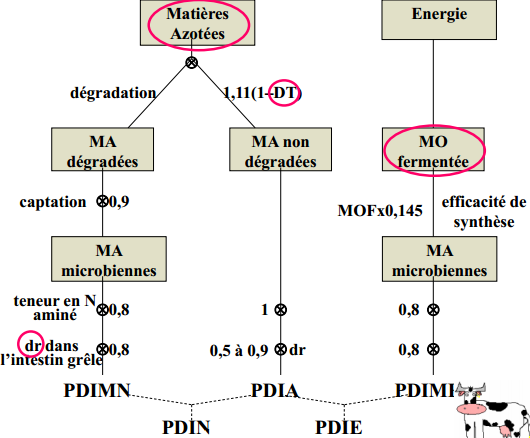 Matières
Azotées
Energie
dégradation
1,11(1–DT)
MA
dégradées
MA non
dégradées
MO
fermentée
captation
0,9
MOFx0,145
efficacité de
synthèse
MA
microbiennes
MA
microbiennes
teneur en N
aminé
0,8
1
0,8
dr dans
l'intestin grêle
0,8
0,5 à 0,9
dr
0,8
PDIMN
PDIA
PDIMI
PDIN
PDIE